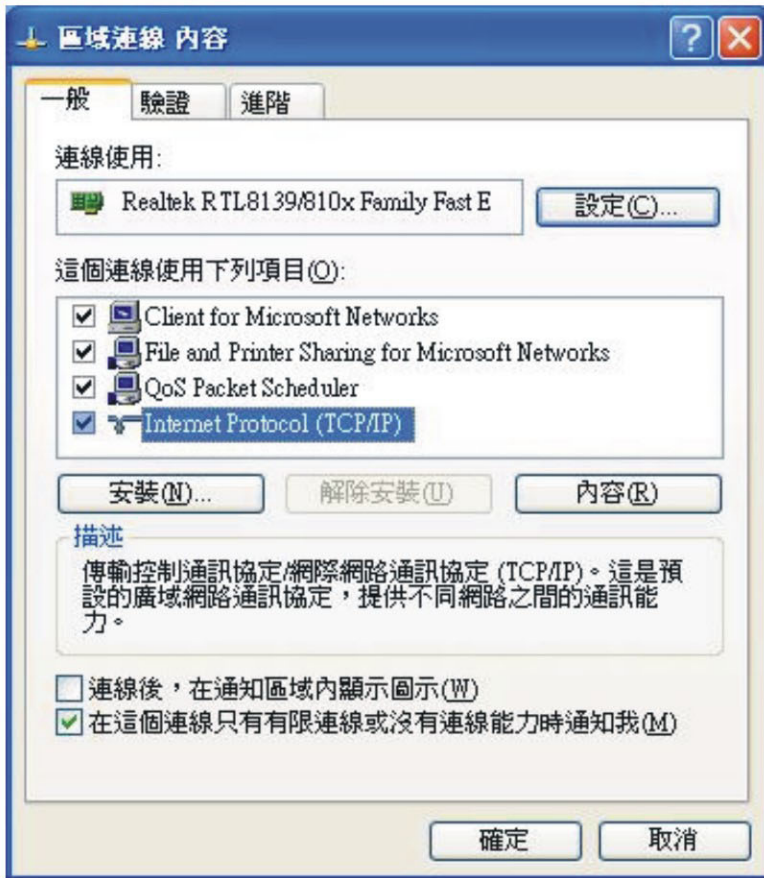 區域連線 內容
一般 驗證 進階
連線使用:
Realtek RTL8139/810x Family Fast E 設定(C)...
這個連線使用下列項目(O):
Client for Microsoft Networks
File and Printer Sharing for Microsoft Networks
QoS Packet Scheduler
Internet Protocol (TCP/IP)
安裝(N)... 解除安裝(U) 內容(R)
描述
傳輸控制通訊協定/網際網路通訊協定 (TCP/IP)。這是預
設的廣域網路通訊協定，提供不同網路之間的通訊能
力。
連線後，在通知區域內顯示圖示(W)
在這個連線只有有限連線或沒有連線能力時通知我(M)
確定 取消